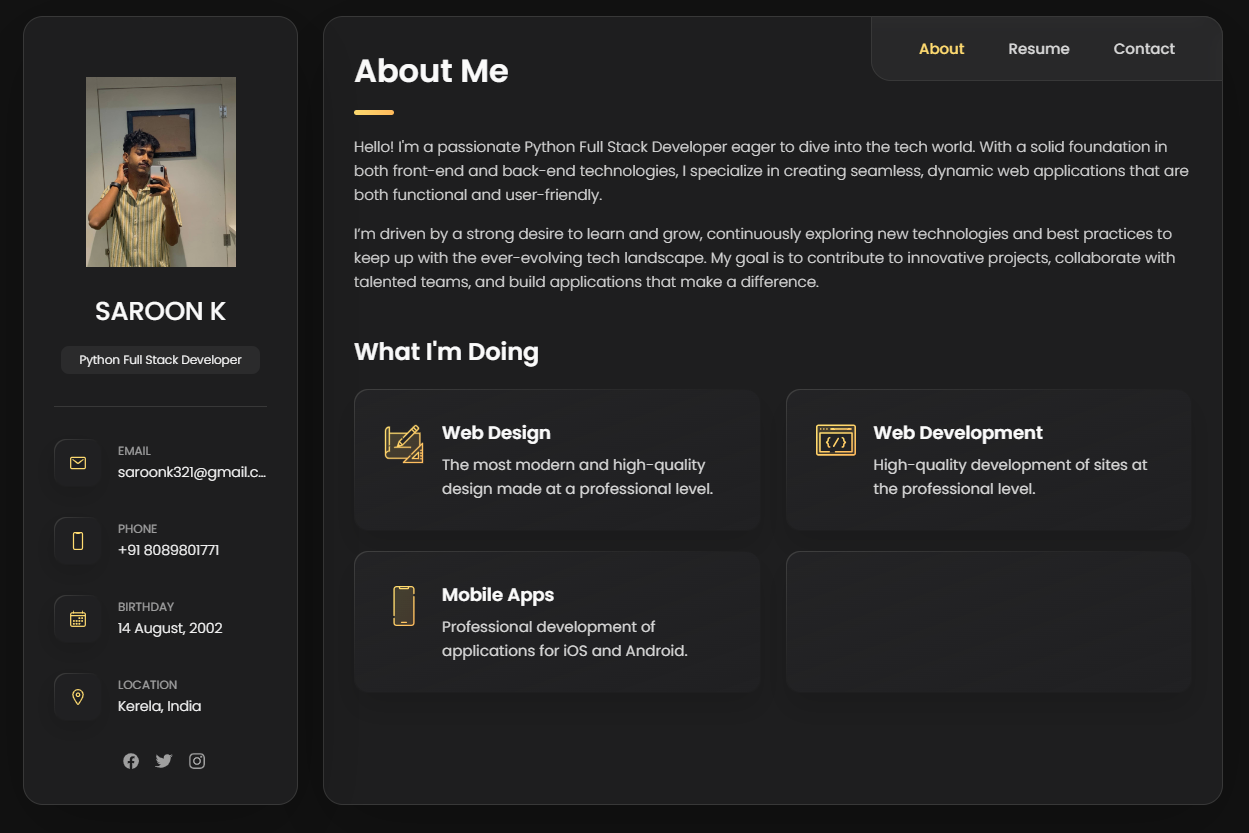 SAROON K
Python Full Stack Developer
EMAIL
saroonk321@gmail.c...
PHONE
+91 8089801771
BIRTHDAY
14 August, 2002
LOCATION
Kerela, India
About Resume Contact
About Me
Hello! I'm a passionate Python Full Stack Developer eager to dive into the tech world. With a solid foundation in
both front-end and back-end technologies, I specialize in creating seamless, dynamic web applications that are
both functional and user-friendly.
I'm driven by a strong desire to learn and grow, continuously exploring new technologies and best practices to
keep up with the ever-evolving tech landscape. My goal is to contribute to innovative projects, collaborate with
talented teams, and build applications that make a difference.
What I'm Doing
Web Design
The most modern and high-quality
design made at a professional level.
Web Development
High-quality development of sites at
the professional level.
Mobile Apps
Professional development of
applications for iOS and Android.